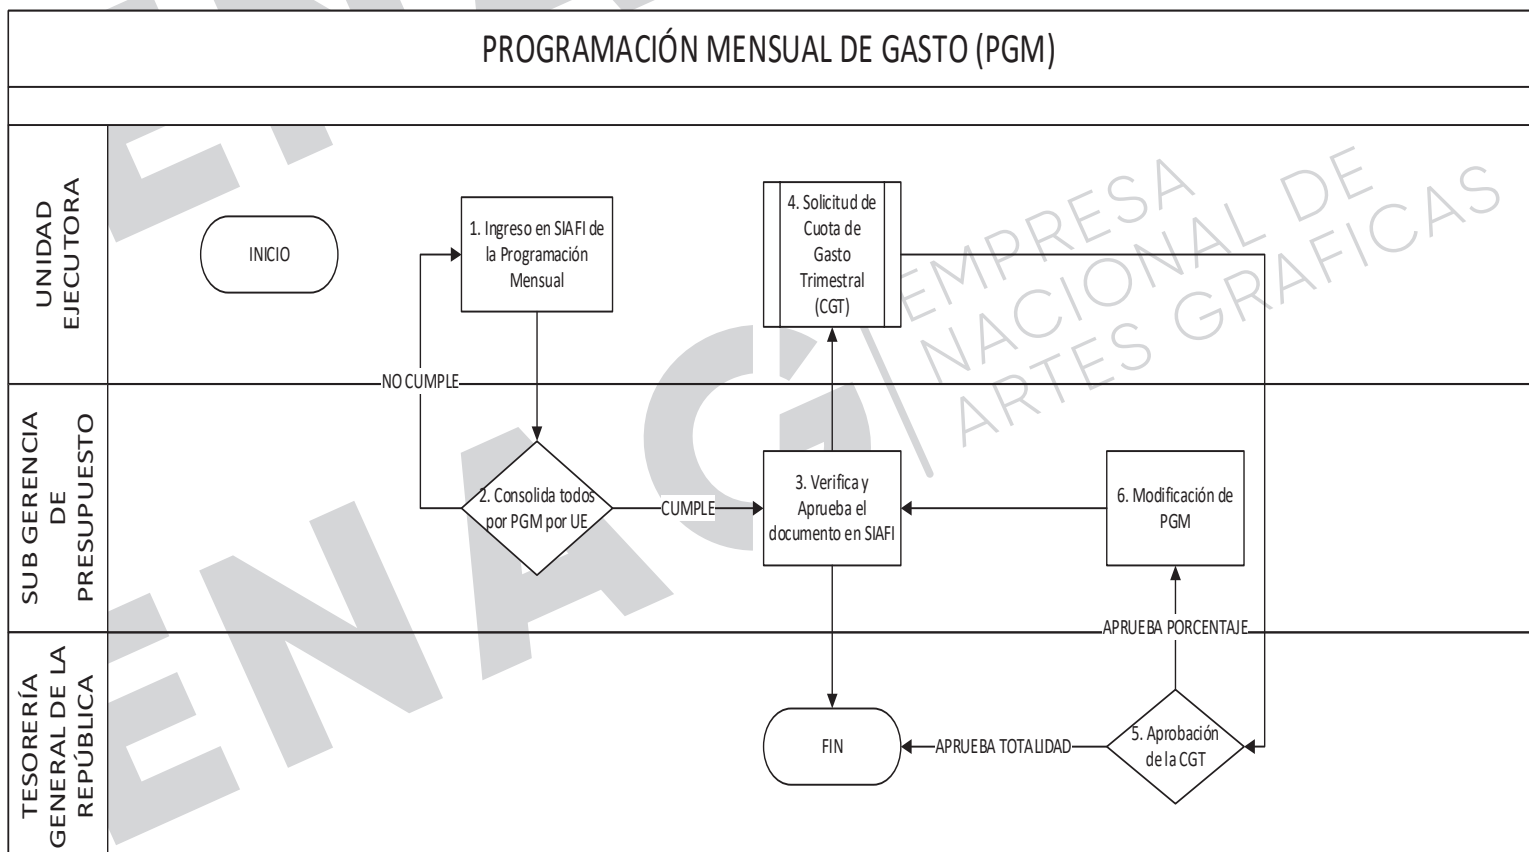 PROGRAMACIÓN MENSUAL DE GASTO (PGM)
UNIDAD
EJECUTORA
INICIO
1. Ingreso en SIAFI de
la Programación
Mensual
4. Solicitud de
Cuota de
Gasto
Trimestral
(CGT)
NO CUMPLE
SUB GERENCIA
DE
PRESUPUESTO
2. Consolida todos
por PGM por UE
CUMPLE
3. Verifica y
Aprueba el
documento en SIAFI
6. Modificación de
PGM
APRUEBA PORCENTAJE
TESORERÍA
GENERAL DE LA
REPÚBLICA
FIN
APRUEBA TOTALIDAD
5. Aprobación
de la CGT
ENAG
EMPRESA
NACIONAL DE
ARTES GRAFICAS